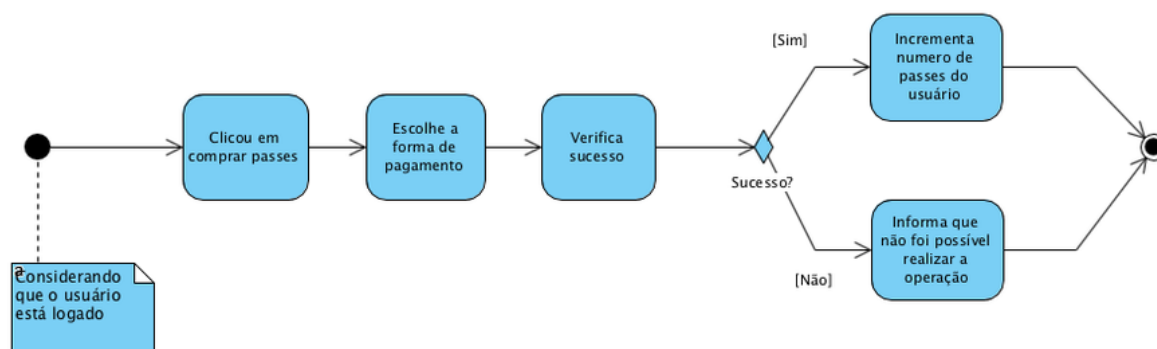 Clicou em
comprar passes
Escolhe a
forma de
pagamento
Verifica
sucesso
Sucesso?
[Sim]
Incrementa
numero de
passes do
usuário
[Não]
Informa que
não foi possível
realizar a
operação
a
Considerando
que o usuário
está logado